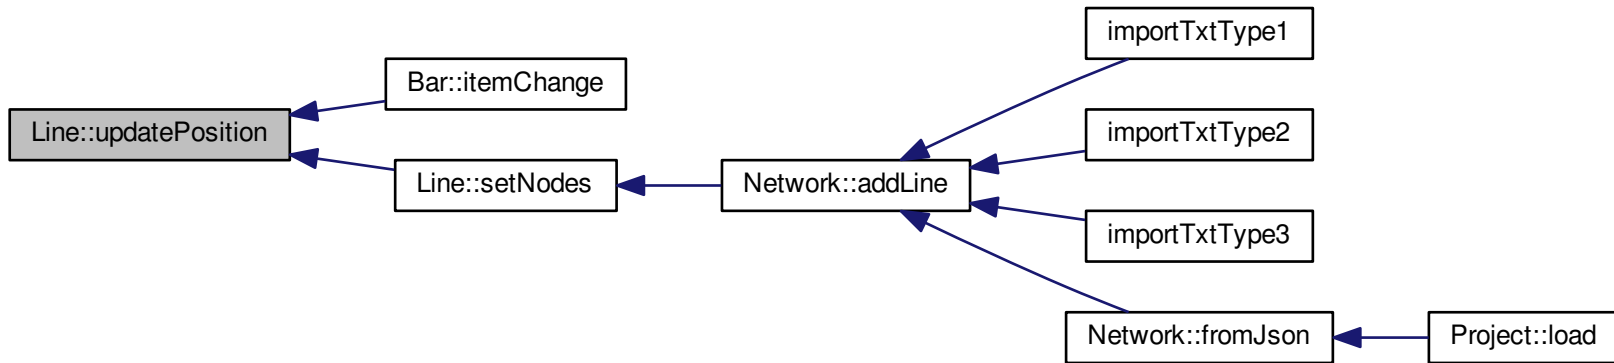 importTxtType1
Bar::itemChange
Line::updatePosition
importTxtType2
Line::setNodes
Network::addLine
importTxtType3
Network::fromJson
Project::load